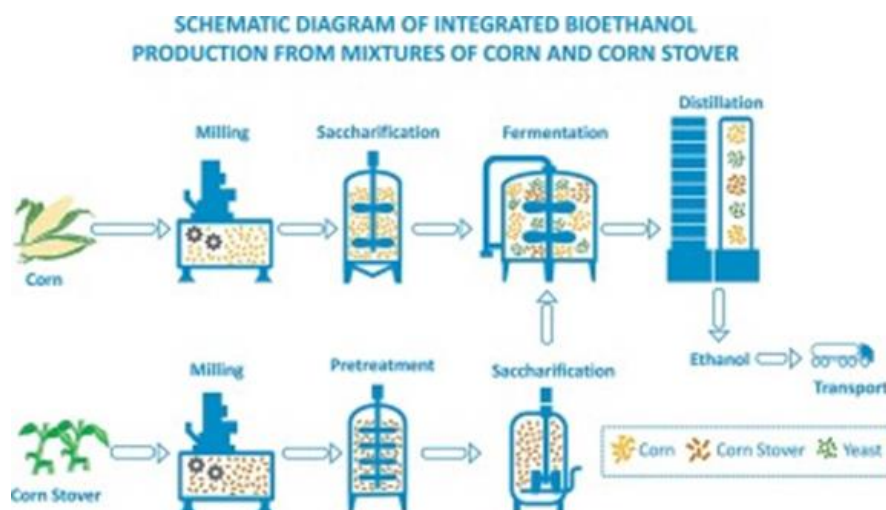 SCHEMATIC DIAGRAM OF INTEGRATED BIOETHANOL
PRODUCTION FROM MIXTURES OF CORN AND CORN STOVER
Distillation
Milling
Saccharification
Fermentation
Corn
Milling
Pretreatment
Saccharification
Ethanol
Transport
Corn Stover
Corn
Corn Stover
Yeast